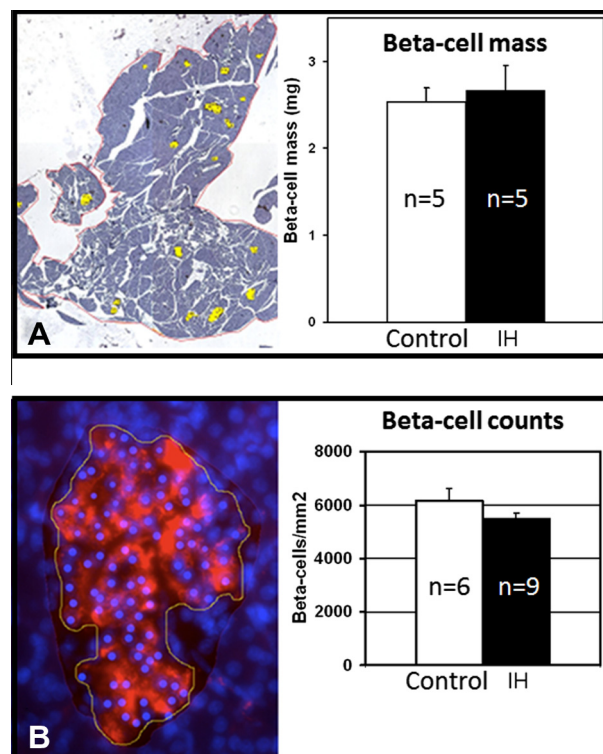 Beta-cell mass
Beta-cell mass (mg)
3
2
1
0
n=5
n=5
Control
IH
A
Beta-cell counts
Beta-cells/mm2
8000
6000
4000
2000
0
n=6
n=9
Control
IH
B